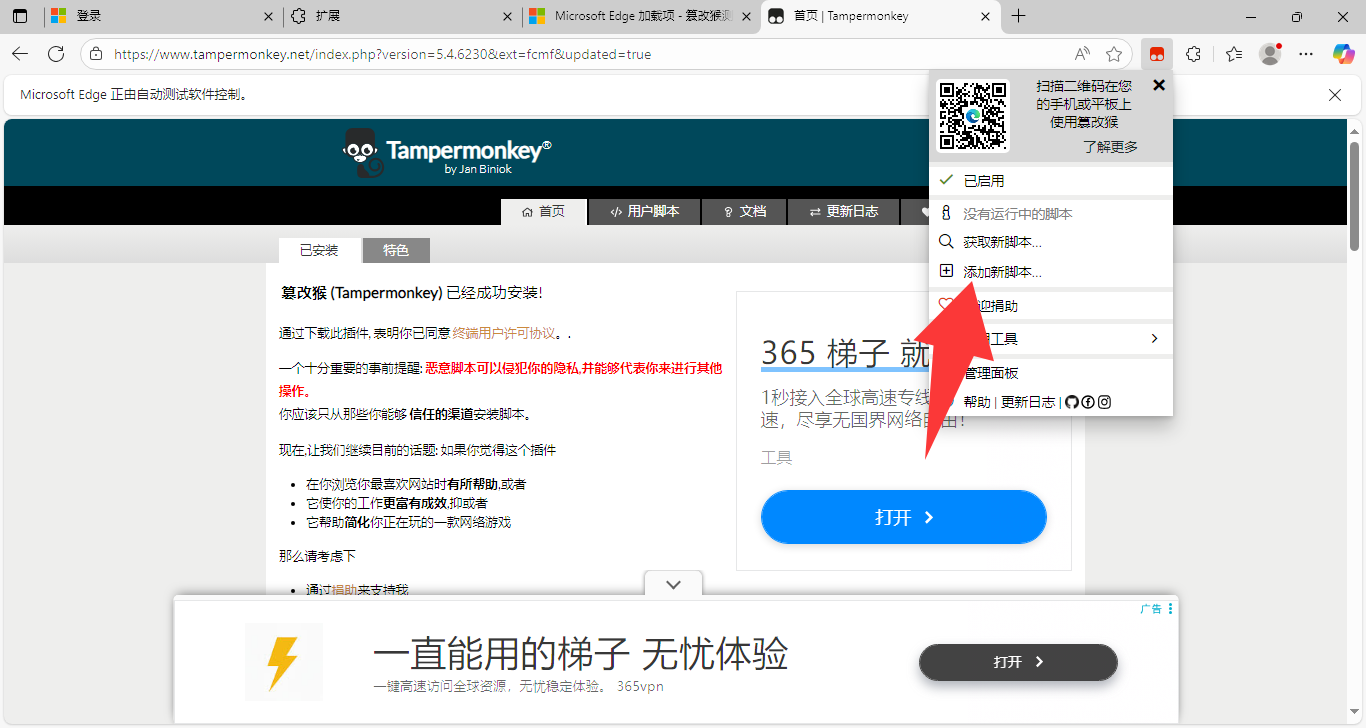 登录
扩展
Microsoft Edge 加载项 - 篡改猴测
首页 | Tampermonkey
https://www.tampermonkey.net/index.php?version=5.4.6230&ext=fcmf&updated=true
Microsoft Edge 正由自动测试软件控制。
扫描二维码在您
的手机或平板上
使用篡改猴
了解更多
已启用
没有运行中的脚本
获取新脚本...
添加新脚本...
迎捐助
工具
管理面板
帮助 | 更新日志 |
Tampermonkey®
by Jan Biniok
首页
用户脚本
文档
更新日志
已安装
特色
篡改猴 (Tampermonkey) 已经成功安装!
通过下载此插件, 表明你已同意 终端用户许可协议。.
一个十分重要的事前提醒: 恶意脚本可以侵犯你的隐私,并能够代表你来进行其他
操作。
你应该只从那些你能够 信任的渠道安装脚本。
现在,让我们继续目前的话题: 如果你觉得这个插件
在你浏览你最喜欢网站时有所帮助,或者
它使你的工作更富有成效,抑或者
它帮助简化你正在玩的一款网络游戏
那么请考虑下
通过捐助来支持我
365 梯子 就
1秒接入全球高速专线
速，尽享无国界网络自由！
工具
打开
广告
一直能用的梯子 无忧体验
一键高速访问全球资源，无忧稳定体验。 365vpn
打开